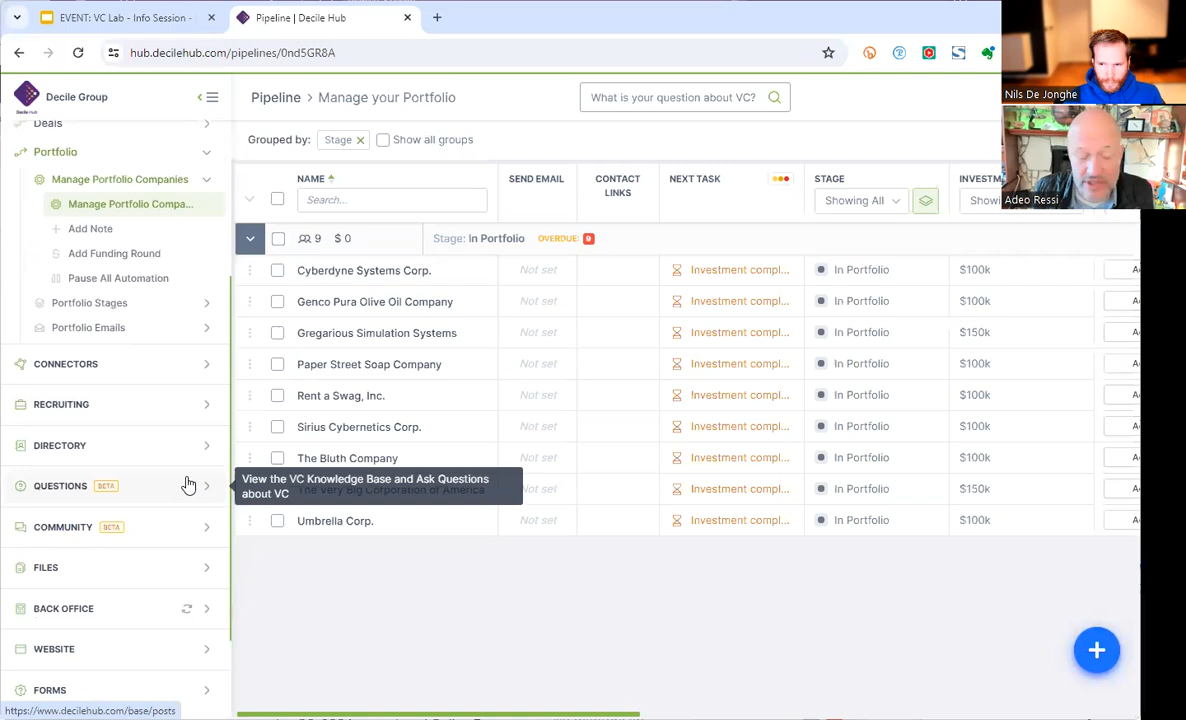 EVENT: VC Lab - Info Session -
Pipeline | Decile Hub
hub.decilehub.com/pipelines/0nd5GR8A
Nils De Jonghe
Adeo Ressi
Decile Group
Deals
Portfolio
Manage Portfolio Companies
Manage Portfolio Compa...
Add Note
Add Funding Round
Pause All Automation
Portfolio Stages
Portfolio Emails
CONNECTORS
RECRUITING
DIRECTORY
QUESTIONS BETA
COMMUNITY BETA
FILES
BACK OFFICE
WEBSITE
FORMS
https://www.decilehub.com/base/posts
Pipeline > Manage your Portfolio
What is your question about VC?
Grouped by: Stage × Show all groups
NAME SEND EMAIL CONTACT LINKS NEXT TASK STAGE INVESTM
Search... Showing All Showi
9 $ 0 Stage: In Portfolio OVERDUE: 9
Cyberdyne Systems Corp. Not set Investment compl... In Portfolio $100k A
Genco Pura Olive Oil Company Not set Investment compl... In Portfolio $100k A
Gregarious Simulation Systems Not set Investment compl... In Portfolio $150k A
Paper Street Soap Company Not set Investment compl... In Portfolio $100k A
Rent a Swag, Inc. Not set Investment compl... In Portfolio $100k A
Sirius Cybernetics Corp. Not set Investment compl... In Portfolio $100k A
The Bluth Company Not set Investment compl... In Portfolio $100k A
View the VC Knowledge Base and Ask Questions
about VC
The Very Big Corporation of America Not set Investment compl... In Portfolio $150k A
Umbrella Corp. Not set Investment compl... In Portfolio $100k A